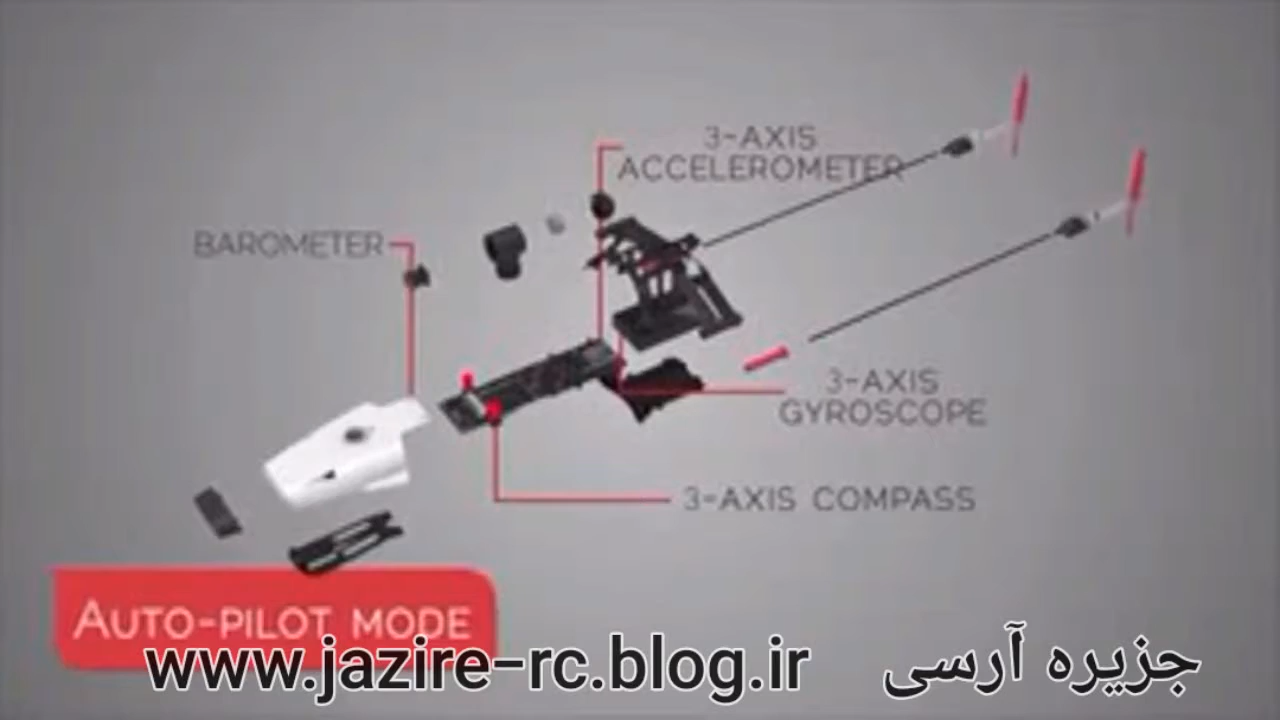 3-AXIS
ACCELEROMETER
BAROMETER
3-AXIS
GYROSCOPE
3-AXIS COMPASS
AUTO-PILOT MODE
www.jazire-rc.blog.ir جزیره آرسی